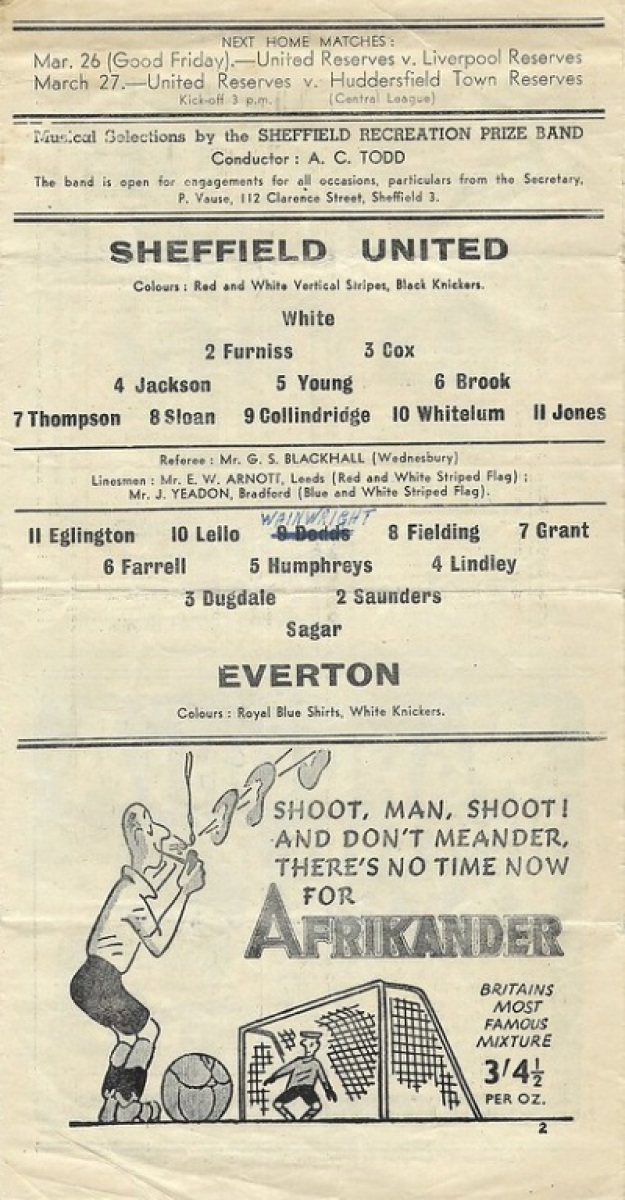 NEXT HOME MATCHES:
Mar. 26 (Good Friday).—United Reserves v. Liverpool Reserves
March 27.—United Reserves v. Huddersfield Town Reserves
Kick-off 3 p.m. (Central League)
Musical Selections by the SHEFFIELD RECREATION PRIZE BAND
Conductor : A. C. TODD
The band is open for engagements for all occasions, particulars from the Secretary,
P. Vause, 112 Clarence Street, Sheffield 3.
SHEFFIELD UNITED
Colours : Red and White Vertical Stripes, Black Knickers.
White
2 Furniss 3 Cox
4 Jackson 5 Young 6 Brook
7 Thompson 8 Sloan 9 Collindridge 10 Whitelum 11 Jones
Referee : Mr. G. S. BLACKHALL (Wednesbury)
Linesmen : Mr. E. W. ARNOTT, Leeds (Red and White Striped Flag) ;
Mr. J. YEADON, Bradford (Blue and White Striped Flag).
WAINWRIGHT
11 Eglington 10 Lello 9 Dodds 8 Fielding 7 Grant
6 Farrell 5 Humphreys 4 Lindley
3 Dugdale 2 Saunders
Sagar
EVERTON
Colours : Royal Blue Shirts, White Knickers.
SHOOT, MAN, SHOOT!
AND DON'T MEANDER,
THERE'S NO TIME NOW
FOR
AFRIKANDER
BRITAINS
MOST
FAMOUS
MIXTURE
3/4½
PER OZ.
2